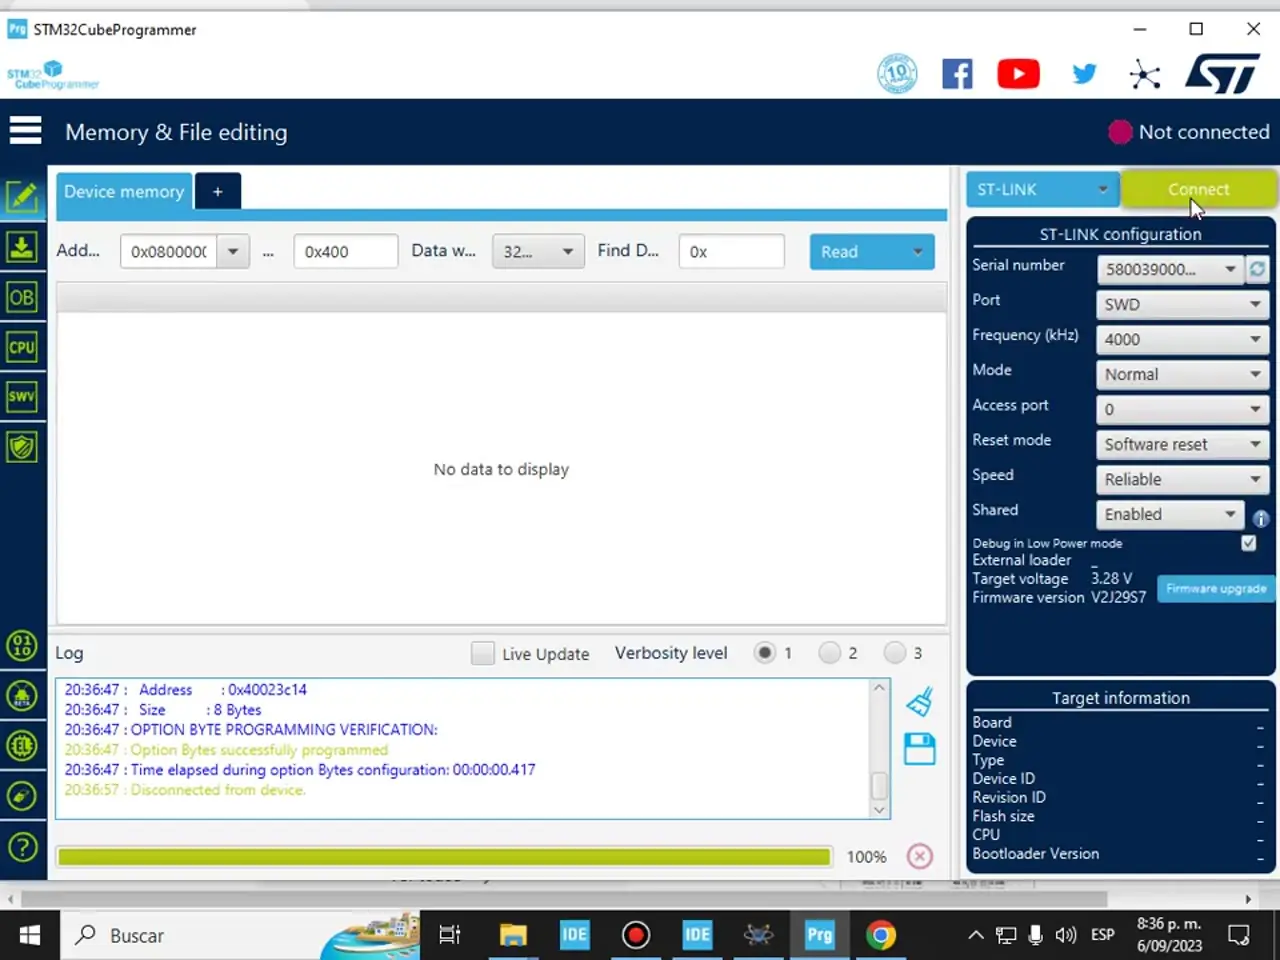 Prg STM32CubeProgrammer
STM32
CubeProgrammer
10
Memory & File editing
Not connected
Device memory
+
ST-LINK
Connect
Add...
0x0800000
...
0x400
Data w...
32...
Find D...
0x
Read
ST-LINK configuration
Serial number
580039000...
Port
SWD
Frequency (kHz)
4000
Mode
Normal
Access port
0
Reset mode
Software reset
Speed
Reliable
Shared
Enabled
Debug in Low Power mode
External loader _
Target voltage 3.28 V
Firmware version V2J29S7
Firmware upgrade
OB
CPU
SWV
No data to display
Log
Live Update
Verbosity level
1
2
3
20:36:47 : Address : 0x40023c14
20:36:47 : Size : 8 Bytes
20:36:47 : OPTION BYTE PROGRAMMING VERIFICATION:
20:36:47 : Option Bytes successfully programmed
20:36:47 : Time elapsed during option Bytes configuration: 00:00:00.417
20:36:57 : Disconnected from device.
100%
Target information
Board _
Device _
Type _
Device ID _
Revision ID _
Flash size _
CPU _
Bootloader Version _
01
10
BETA
EL
?
Buscar
IDE
IDE
Prg
ESP
8:36 p. m.
6/09/2023